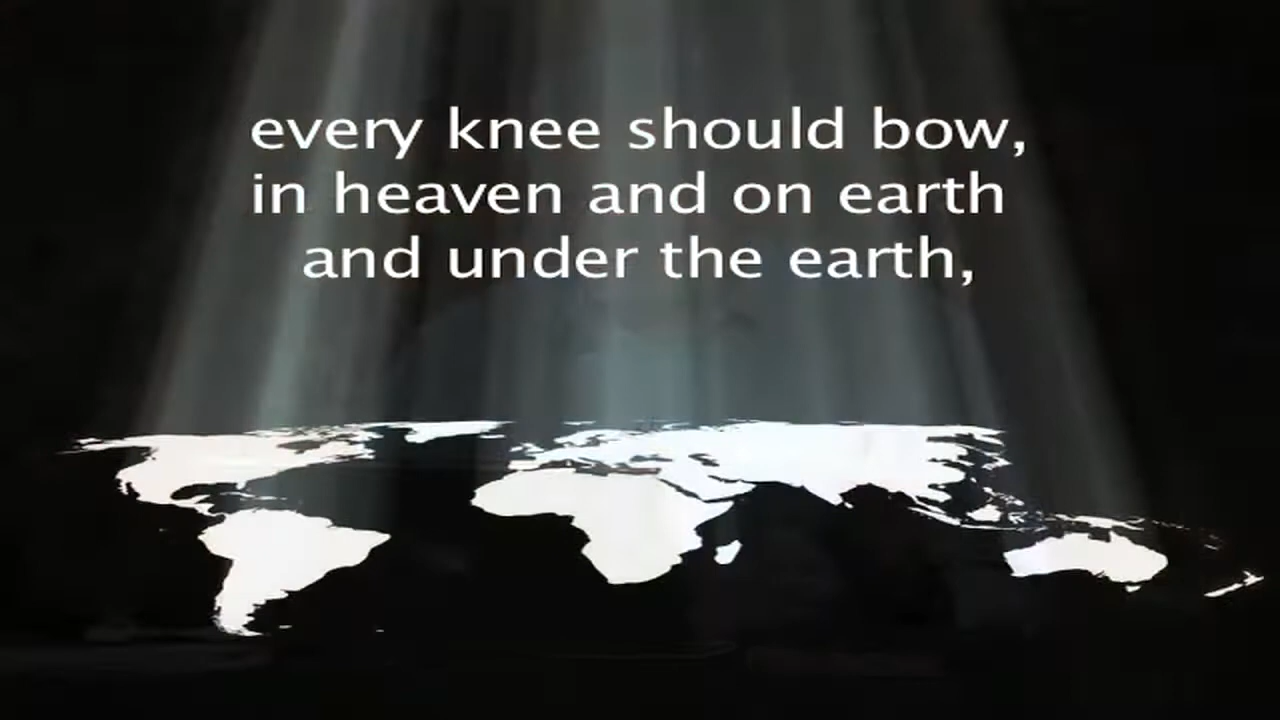 every knee should bow,
in heaven and on earth
and under the earth,